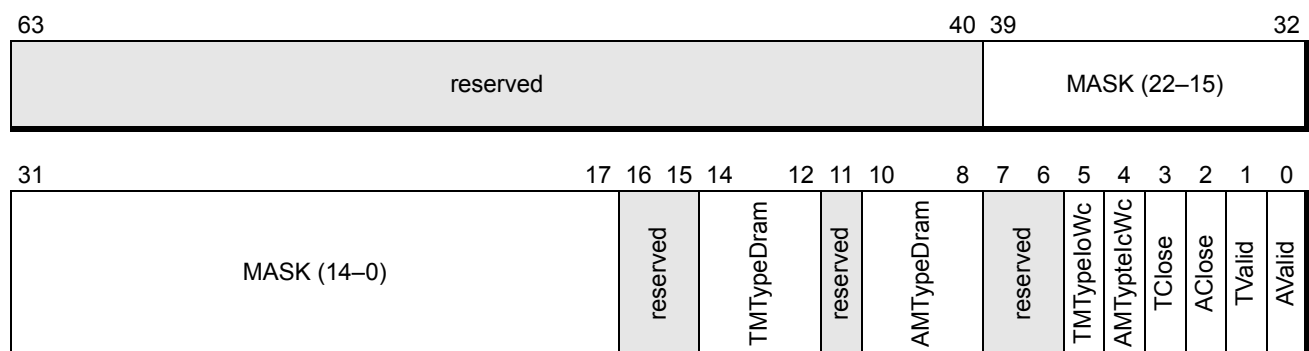 63 40 39 32
reserved MASK (22–15)
31 17 16 15 14 12 11 10 8 7 6 5 4 3 2 1 0
MASK (14–0) reserved TMTypeDram reserved AMTypeDram reserved TMTypeIoWc AMTypteIcWc TClose AClose TValid AValid